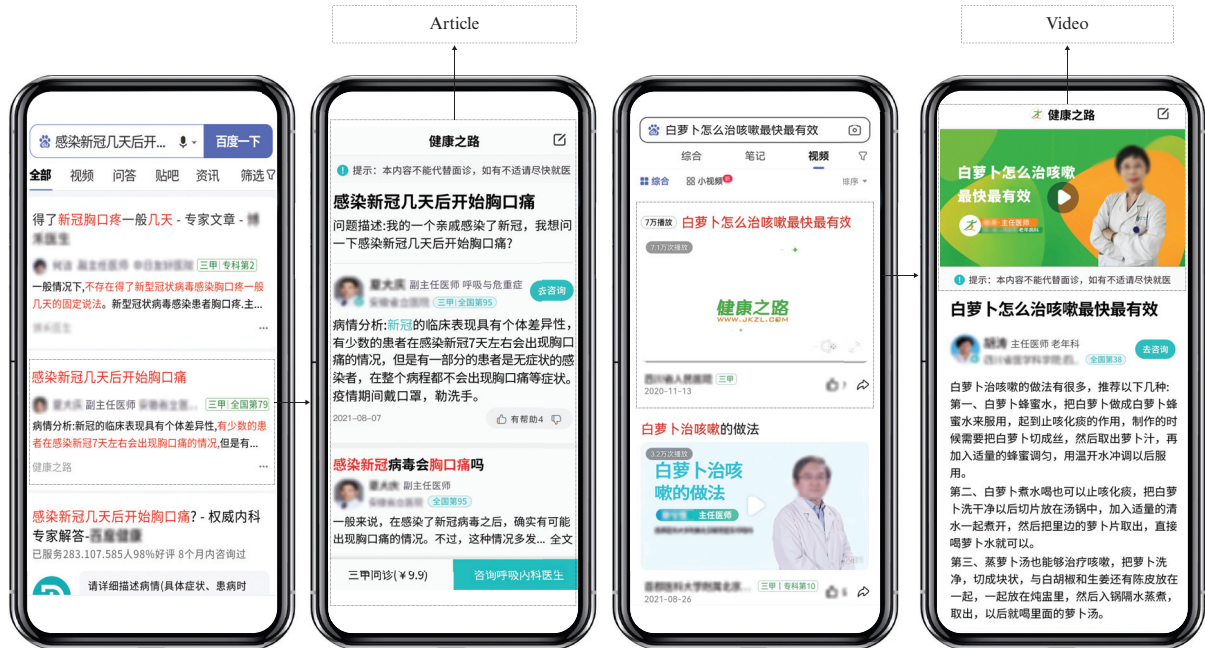 Article
Video
感染新冠几天后开...
百度一下
全部
视频
问答
贴吧
资讯
筛选
得了新冠胸口疼一般几天 - 专家文章 -
三甲 专科第2
一般情况下,不存在得了新型冠状病毒感染胸口疼一般
几天的固定说法。新型冠状病毒感染患者胸口疼.主...
...
感染新冠几天后开始胸口痛
副主任医师
三甲 全国第79
病情分析:新冠的临床表现具有个体差异性,有少数的患
者在感染新冠7天左右会出现胸口痛的情况,但是有...
健康之路
...
感染新冠几天后开始胸口痛? - 权威内科
专家解答-
已服务283.107.585人98%好评 8个月内咨询过
请详细描述病情(具体症状、患病时
健康之路
提示：本内容不能代替面诊，如有不适请尽快就医
感染新冠几天后开始胸口痛
问题描述:我的一个亲戚感染了新冠，我想问
一下感染新冠几天后开始胸口痛?
副主任医师 呼吸与危重症
三甲 全国第95
去咨询
病情分析:新冠的临床表现具有个体差异性，
有少数的患者在感染新冠7天左右会出现胸口
痛的情况，但是有一部分的患者是无症状的感
染者，在整个病程都不会出现胸口痛等症状。
疫情期间戴口罩，勤洗手。
2021-08-07
有帮助4
感染新冠病毒会胸口痛吗
副主任医师
全国第95
一般来说，在感染了新冠病毒之后，确实有可能
出现胸口痛的情况。不过，这种情况多发... 全文
三甲问诊(￥9.9)
咨询呼吸内科医生
白萝卜怎么治咳嗽最快最有效
综合
笔记
视频
综合
小视频
排序
7万播放
白萝卜怎么治咳嗽最快最有效
7.1万次播放
健康之路
WWW.JKZL.COM
三甲
2020-11-13
白萝卜治咳嗽的做法
3.2万次播放
白萝卜治咳
嗽的做法
主任医师
三甲 专科第10
2021-08-26
健康之路
白萝卜怎么治咳嗽
最快最有效
主任医师
老年病科
提示：本内容不能代替面诊，如有不适请尽快就医
白萝卜怎么治咳嗽最快最有效
主任医师 老年科
全国第38
去咨询
白萝卜治咳嗽的做法有很多，推荐以下几种:
第一、白萝卜蜂蜜水，把白萝卜做成白萝卜蜂
蜜水来服用，起到止咳化痰的作用，制作的时
候需要把白萝卜切成丝，然后取出萝卜汁，再
加入适量的蜂蜜调匀，用温开水冲调以后服
用。
第二、白萝卜煮水喝也可以止咳化痰，把白萝
卜洗干净以后切片放在汤锅中，加入适量的清
水一起煮开，然后把里边的萝卜片取出，直接
喝萝卜水就可以。
第三、蒸萝卜汤也能够治疗咳嗽，把萝卜洗
净，切成块状，与白胡椒和生姜还有陈皮放在
一起，一起放在炖盅里，然后入锅隔水蒸煮，
取出，以后就喝里面的萝卜汤。